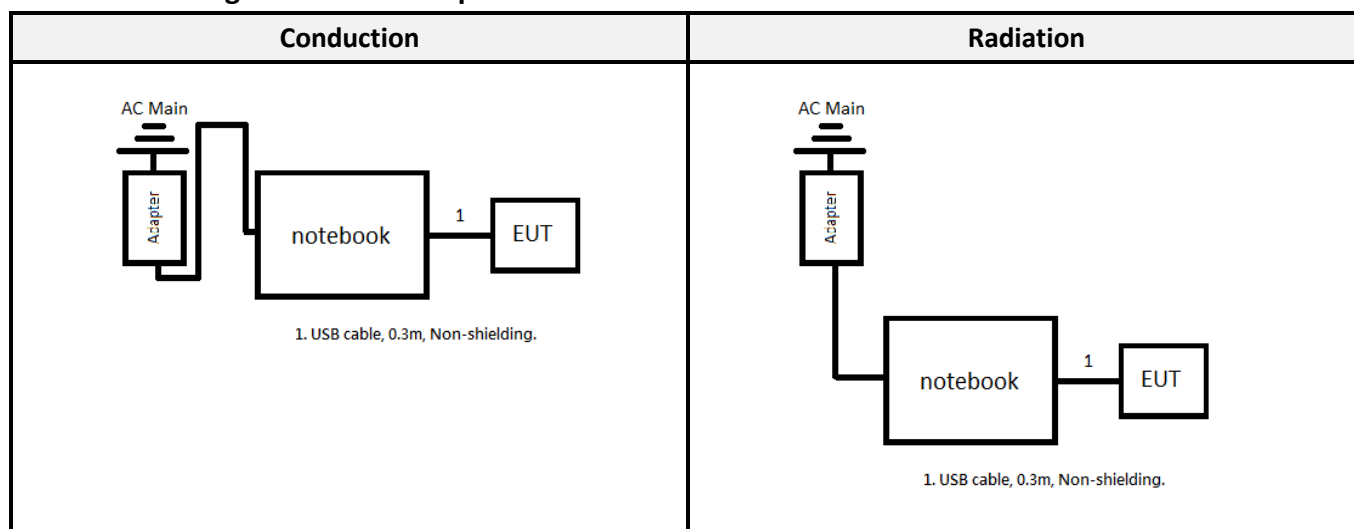 Conduction
Radiation
AC Main
Adapter
notebook
1
EUT
1. USB cable, 0.3m, Non-shielding.
AC Main
Adapter
notebook
1
EUT
1. USB cable, 0.3m, Non-shielding.